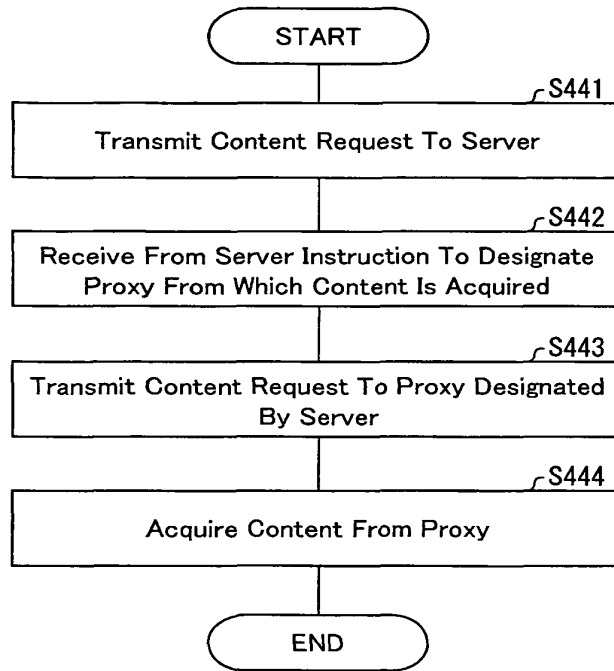 START
S441
Transmit Content Request To Server
S442
Receive From Server Instruction To Designate
Proxy From Which Content Is Acquired
S443
Transmit Content Request To Proxy Designated
By Server
S444
Acquire Content From Proxy
END